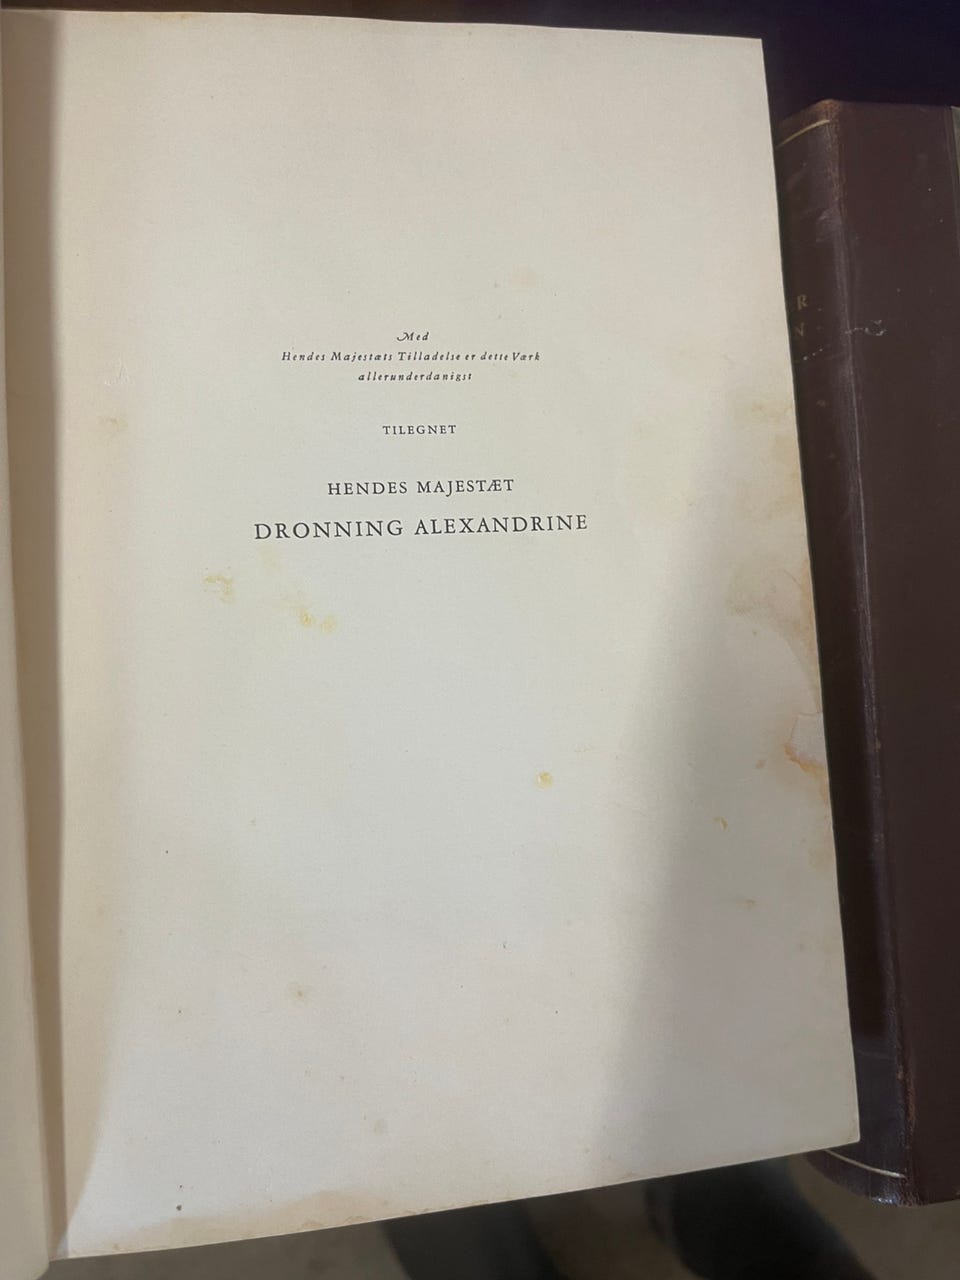 Med
Hendes Majestæts Tilladelse er dette Værk
allerunderdanigst
TILEGNET
HENDES MAJESTÆT
DRONNING ALEXANDRINE
R
N